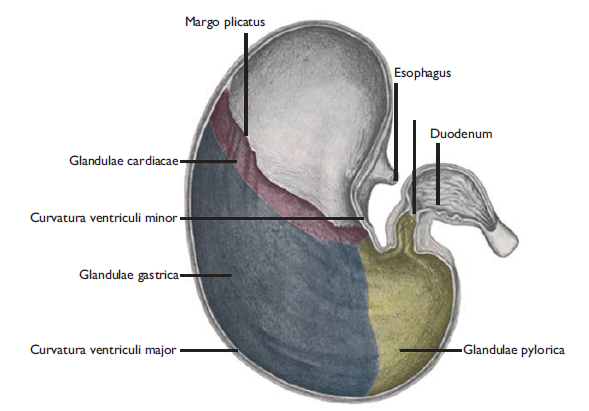 Margo plicatus
Esophagus
Duodenum
Glandulae cardiacae
Curvatura ventriculi minor
Glandulae gastrica
Curvatura ventriculi major
Glandulae pylorica